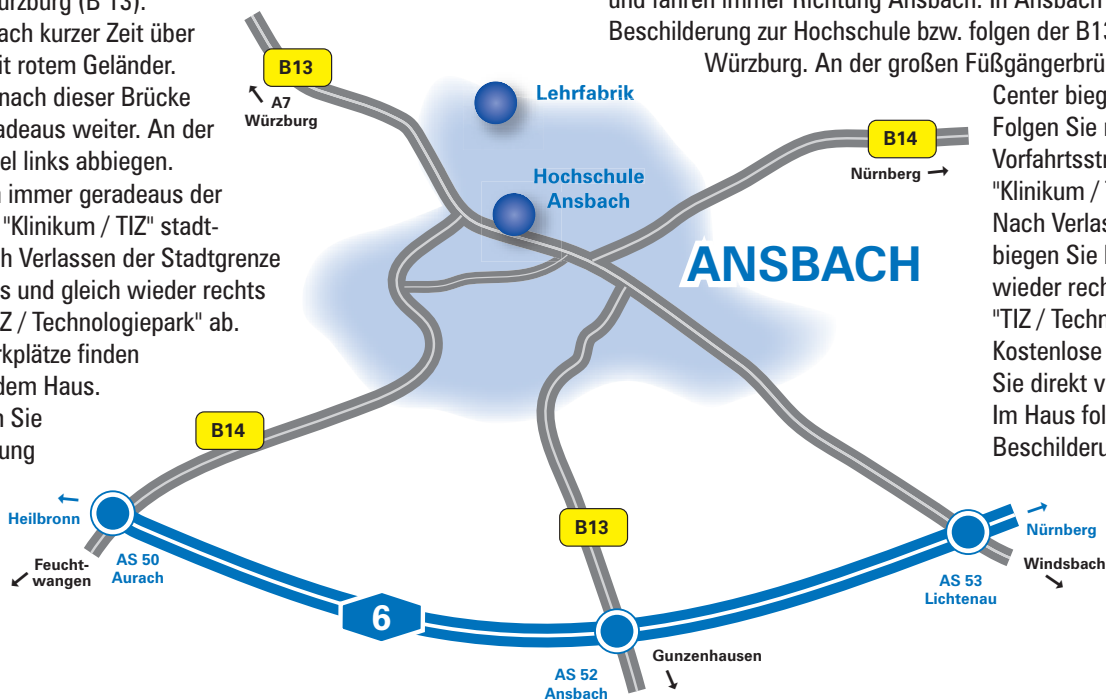 ürzburg (B 13).
ach kurzer Zeit über
it rotem Geländer.
nach dieser Brücke
adeaus weiter. An der
el links abbiegen.
immer geradeaus der
"Klinikum / TIZ" stadt-
h Verlassen der Stadtgrenze
s und gleich wieder rechts
Z / Technologiepark" ab.
rkplätze finden
dem Haus.
n Sie
ung
und fahren immer Richtung Ansbach. In Ansbach
Beschilderung zur Hochschule bzw. folgen der B13
Würzburg. An der großen Füßgängerbrü
Center bieg
Folgen Sie
Vorfahrtsstr
"Klinikum /
Nach Verlas
biegen Sie
wieder rech
"TIZ / Techn
Kostenlose
Sie direkt v
Im Haus fol
Beschilderu
B13
A7
Würzburg
Lehrfabrik
Hochschule
Ansbach
B14
Nürnberg
ANSBACH
B14
B13
Heilbronn
Feucht-
wangen
AS 50
Aurach
6
AS 52
Ansbach
Gunzenhausen
AS 53
Lichtenau
Nürnberg
Windsbach